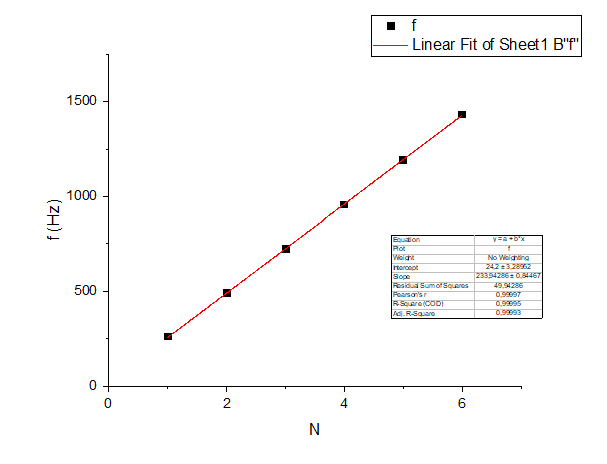 f
Linear Fit of Sheet1 B"f"
1500
1000
500
0
f (Hz)
0 2 4 6
N
Equation y = a + b*x
Plot f
Weight No Weighting
Intercept 24,2 ± 3,28952
Slope 233,94286 ± 0,84467
Residual Sum of Squares 49,94286
Pearson's r 0,99997
R-Square (COD) 0,99995
Adj. R-Square 0,99993